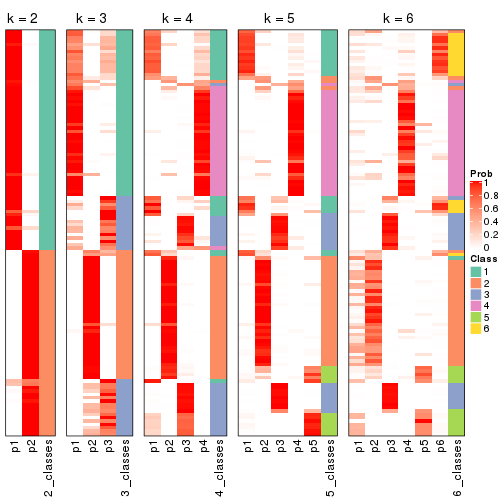 k = 2
k = 3
k = 4
k = 5
k = 6
Prob
1
0.8
0.6
0.4
0.2
0
Class
1
2
3
4
5
6
p1
p2
2_classes
p1
p2
p3
3_classes
p1
p2
p3
p4
4_classes
p1
p2
p3
p4
p5
5_classes
p1
p2
p3
p4
p5
p6
6_classes